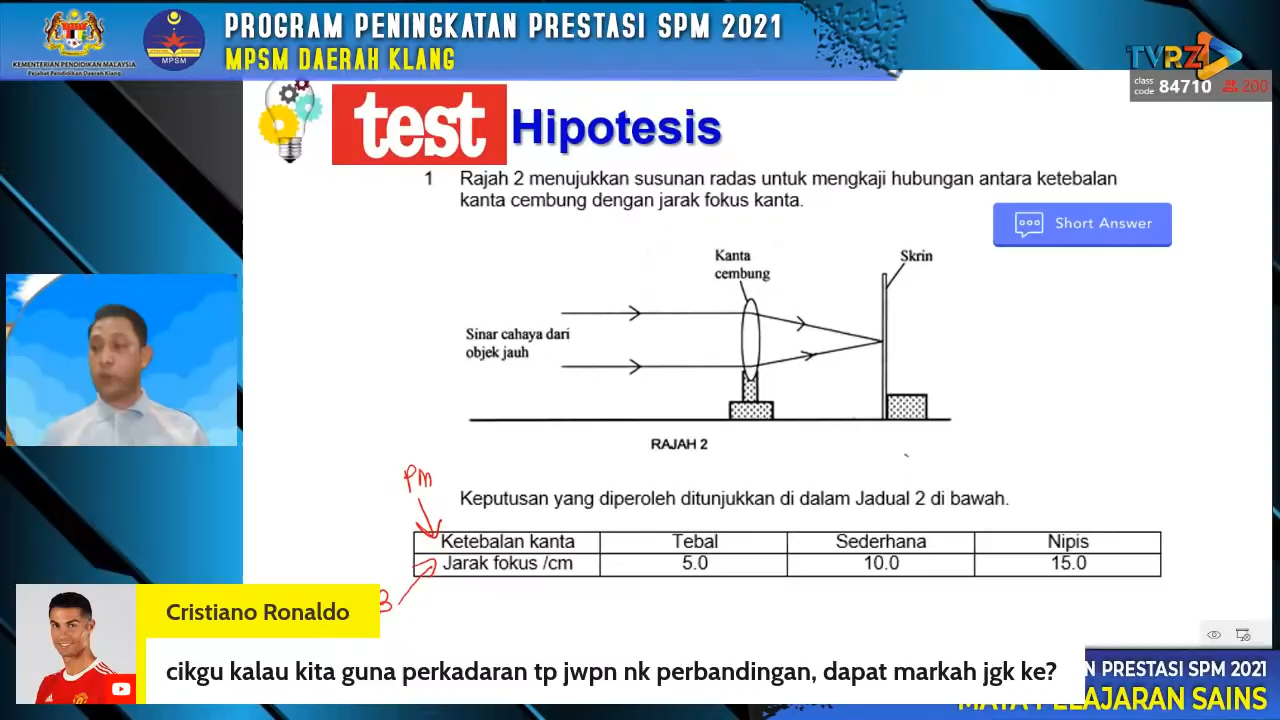 KEMENTERIAN PENDIDIKAN MALAYSIA
Pejabat Pendidikan Daerah Klang
MPSM
PROGRAM PENINGKATAN PRESTASI SPM 2021
MPSM DAERAH KLANG
TVRZ
class code 84710 200
test Hipotesis
1 Rajah 2 menujukkan susunan radas untuk mengkaji hubungan antara ketebalan
kanta cembung dengan jarak fokus kanta.
Short Answer
Kanta
cembung
Skrin
Sinar cahaya dari
objek jauh
RAJAH 2
PM
Keputusan yang diperoleh ditunjukkan di dalam Jadual 2 di bawah.
Ketebalan kanta Tebal Sederhana Nipis
Jarak fokus /cm 5.0 10.0 15.0
Cristiano Ronaldo
cikgu kalau kita guna perkadaran tp jwpn nk perbandingan, dapat markah jgk ke?
N PRESTASI SPM 2021
SAINS